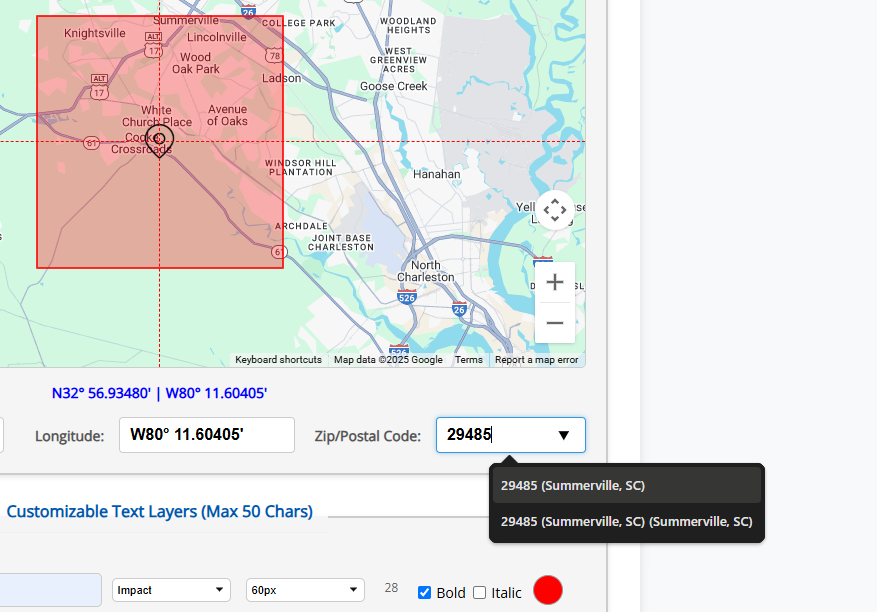 Summerville
26
COLLEGE PARK
WOODLAND
HEIGHTS
Knightsville
ALT
17
Lincolnville
78
WEST
GREENVIEW
ACRES
Wood
Oak Park
Ladson
ALT
17
Goose Creek
White
Church Place
Avenue
of Oaks
61
Cooks
Crossroads
WINDSOR HILL
PLANTATION
Hanahan
ARCHDALE
JOINT BASE
CHARLESTON
61
North
Charleston
526
26
526
Keyboard shortcuts
Map data ©2025 Google
Terms
Report a map error
N32° 56.93480' | W80° 11.60405'
Longitude:
W80° 11.60405'
Zip/Postal Code:
29485
29485 (Summerville, SC)
29485 (Summerville, SC) (Summerville, SC)
Customizable Text Layers (Max 50 Chars)
Impact
60px
28
Bold
Italic